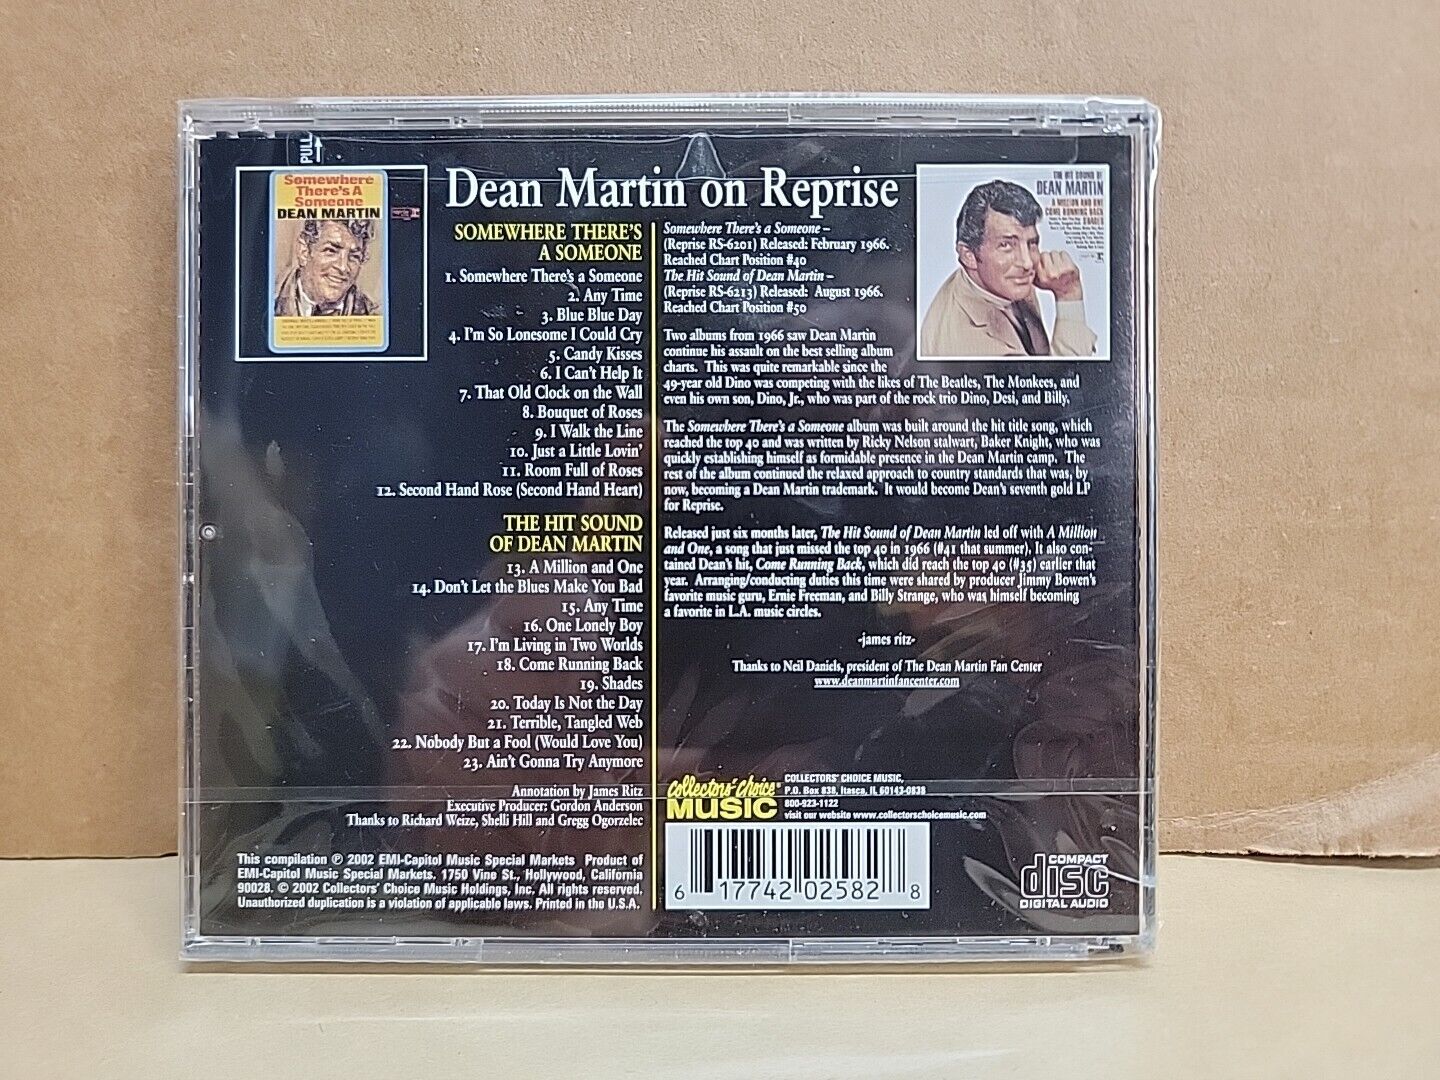 PULL
Somewhere
There's A
Someone
DEAN MARTIN
Dean Martin on Reprise
THE HIT SOUND OF
DEAN MARTIN
A MILLION AND ONE
COME RUNNING BACK
SHADES
SOMEWHERE THERE'S
A SOMEONE
1. Somewhere There's a Someone
2. Any Time
3. Blue Blue Day
4. I'm So Lonesome I Could Cry
5. Candy Kisses
6. I Can't Help It
7. That Old Clock on the Wall
8. Bouquet of Roses
9. I Walk the Line
10. Just a Little Lovin'
11. Room Full of Roses
12. Second Hand Rose (Second Hand Heart)
THE HIT SOUND
OF DEAN MARTIN
13. A Million and One
14. Don't Let the Blues Make You Bad
15. Any Time
16. One Lonely Boy
17. I'm Living in Two Worlds
18. Come Running Back
19. Shades
20. Today Is Not the Day
21. Terrible, Tangled Web
22. Nobody But a Fool (Would Love You)
23. Ain't Gonna Try Anymore
Annotation by James Ritz
Executive Producer: Gordon Anderson
Thanks to Richard Weize, Shelli Hill and Gregg Ogorzelec
This compilation ℗ 2002 EMI-Capitol Music Special Markets Product of
EMI-Capitol Music Special Markets. 1750 Vine St., Hollywood, California
90028. © 2002 Collectors' Choice Music Holdings, Inc, All rights reserved.
Unauthorized duplication is a violation of applicable laws. Printed in the U.S.A.
Somewhere There's a Someone –
(Reprise RS-6201) Released: February 1966.
Reached Chart Position #40
The Hit Sound of Dean Martin –
(Reprise RS-6213) Released: August 1966.
Reached Chart Position #50
Two albums from 1966 saw Dean Martin
continue his assault on the best selling album
charts. This was quite remarkable since the
49-year old Dino was competing with the likes of The Beatles, The Monkees, and
even his own son, Dino, Jr., who was part of the rock trio Dino, Desi, and Billy.
The Somewhere There's a Someone album was built around the hit title song, which
reached the top 40 and was written by Ricky Nelson stalwart, Baker Knight, who was
quickly establishing himself as formidable presence in the Dean Martin camp. The
rest of the album continued the relaxed approach to country standards that was, by
now, becoming a Dean Martin trademark. It would become Dean's seventh gold LP
for Reprise.
Released just six months later, The Hit Sound of Dean Martin led off with A Million
and One, a song that just missed the top 40 in 1966 (#41 that summer). It also con-
tained Dean's hit, Come Running Back, which did reach the top 40 (#35) earlier that
year. Arranging/conducting duties this time were shared by producer Jimmy Bowen's
favorite music guru, Ernie Freeman, and Billy Strange, who was himself becoming
a favorite in L.A. music circles.
-james ritz-
Thanks to Neil Daniels, president of The Dean Martin Fan Center
www.deanmartinfancenter.com
Collectors' Choice®
MUSIC
COLLECTORS' CHOICE MUSIC,
P.O. Box 838, Itasca, IL 60143-0838
800-923-1122
visit our website www.collectorschoicemusic.com
6 17742 02582 8
COMPACT
disc
DIGITAL AUDIO